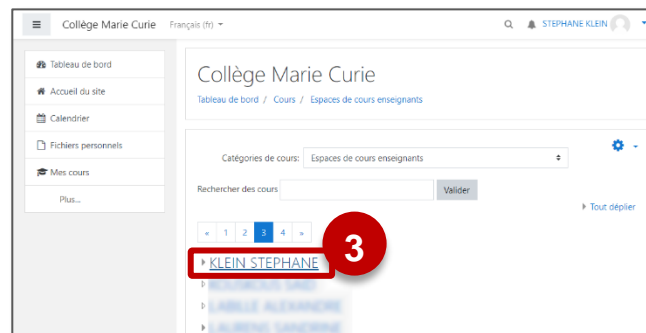 Collège Marie Curie Français (fr) STEPHANE KLEIN
Tableau de bord
Accueil du site
Calendrier
Fichiers personnels
Mes cours
Plus...
Collège Marie Curie
Tableau de bord / Cours / Espaces de cours enseignants
Catégories de cours: Espaces de cours enseignants
Rechercher des cours Valider
Tout déplier
« 1 2 3 4 »
KLEIN STEPHANE
3